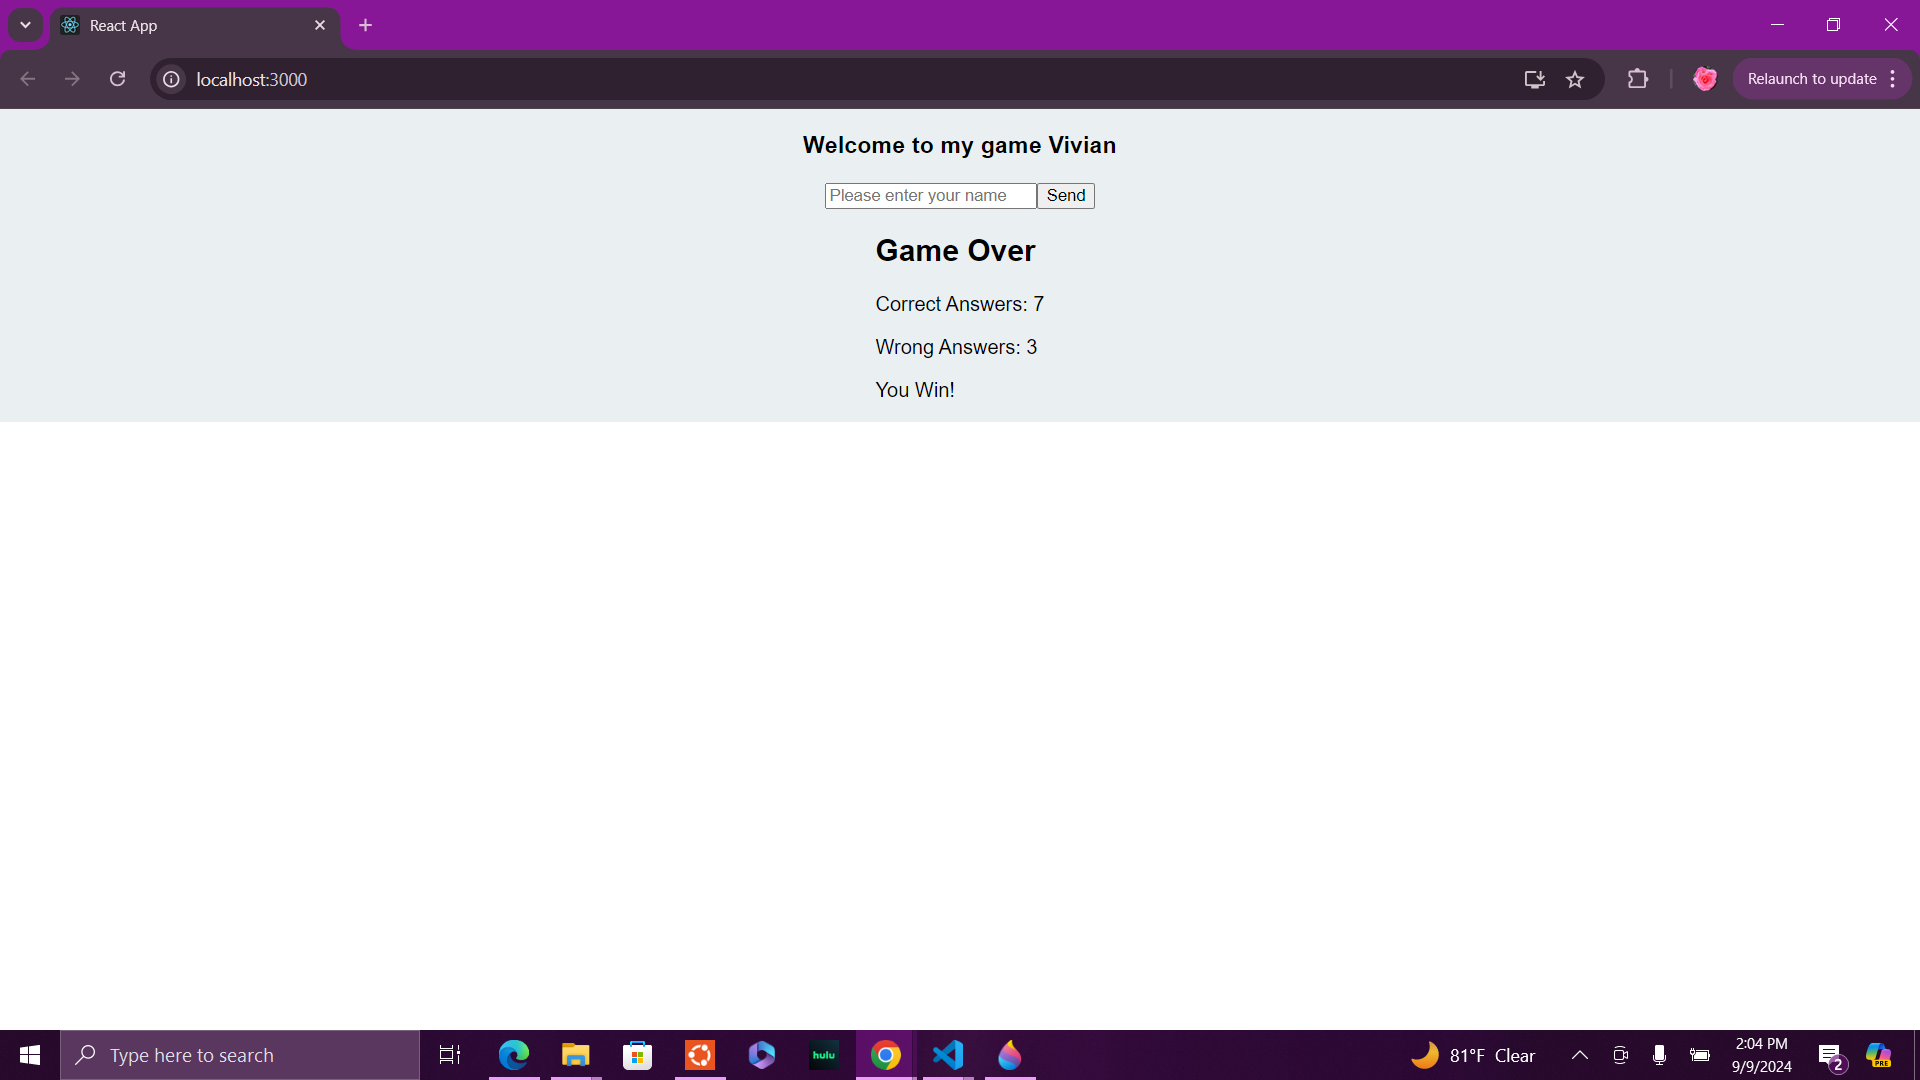 React App
localhost:3000
Relaunch to update
Welcome to my game Vivian
Please enter your name Send
Game Over
Correct Answers: 7
Wrong Answers: 3
You Win!
Type here to search
hulu
81°F Clear
2:04 PM
9/9/2024
2
PRE